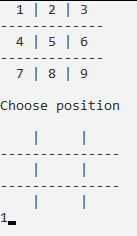 1 | 2 | 3
-------------
4 | 5 | 6
-------------
7 | 8 | 9
Choose position
|     |
---------------
|     |
---------------
|     |
1